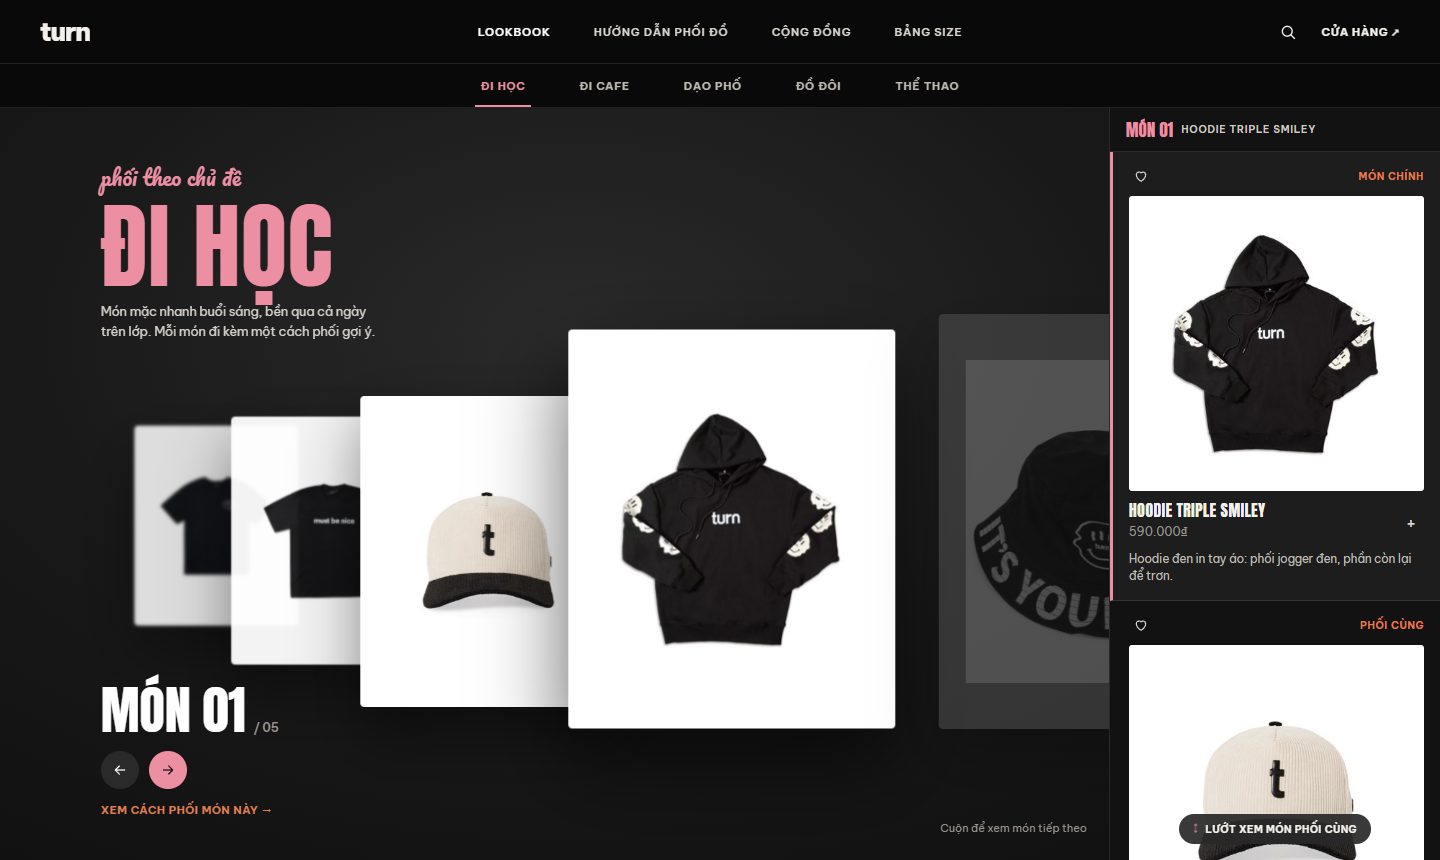 turn
LOOKBOOK
HƯỚNG DẪN PHỐI ĐỒ
CỘNG ĐỒNG
BẢNG SIZE
CỬA HÀNG ↗
ĐI HỌC
ĐI CAFE
DẠO PHỐ
ĐỒ ĐÔI
THỂ THAO
phối theo chủ đề
ĐI HỌC
Món mặc nhanh buổi sáng, bền qua cả ngày
trên lớp. Mỗi món đi kèm một cách phối gợi ý.
must be nice
t
turn
IT'S YOU
MÓN 01 / 05
← →
XEM CÁCH PHỐI MÓN NÀY →
Cuộn để xem món tiếp theo
MÓN 01 HOODIE TRIPLE SMILEY
MÓN CHÍNH
turn
HOODIE TRIPLE SMILEY
590.000₫
+
Hoodie đen in tay áo: phối jogger đen, phần còn lại
để trơn.
PHỐI CÙNG
t
LƯỚT XEM MÓN PHỐI CÙNG